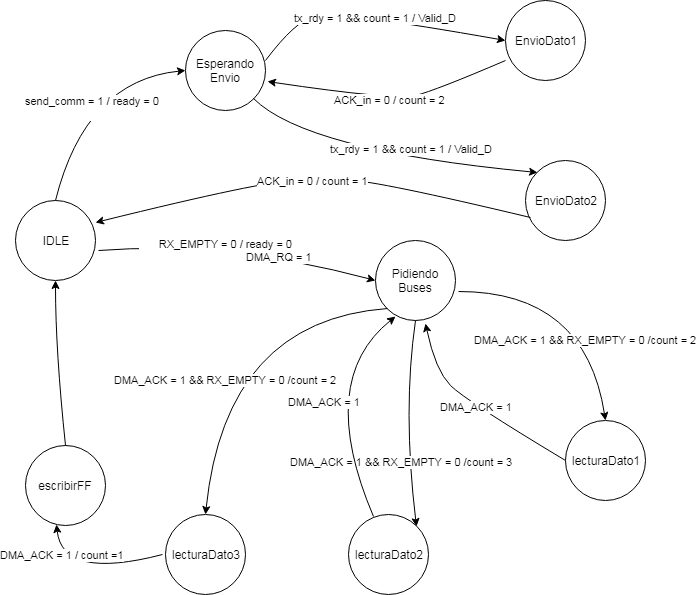 tx_rdy = 1 && count = 1 / Valid_D
EnvioDato1
Esperando
Envio
send_comm = 1 / ready = 0
ACK_in = 0 / count = 2
tx_rdy = 1 && count = 1 / Valid_D
ACK_in = 0 / count = 1
EnvioDato2
IDLE
RX_EMPTY = 0 / ready = 0
DMA_RQ = 1
Pidiendo
Buses
DMA_ACK = 1 && RX_EMPTY = 0 /count = 2
DMA_ACK = 1 && RX_EMPTY = 0 /count = 2
DMA_ACK = 1
DMA_ACK = 1
DMA_ACK = 1 && RX_EMPTY = 0 /count = 3
lecturaDato1
escribirFF
DMA_ACK = 1 / count =1
lecturaDato3
lecturaDato2